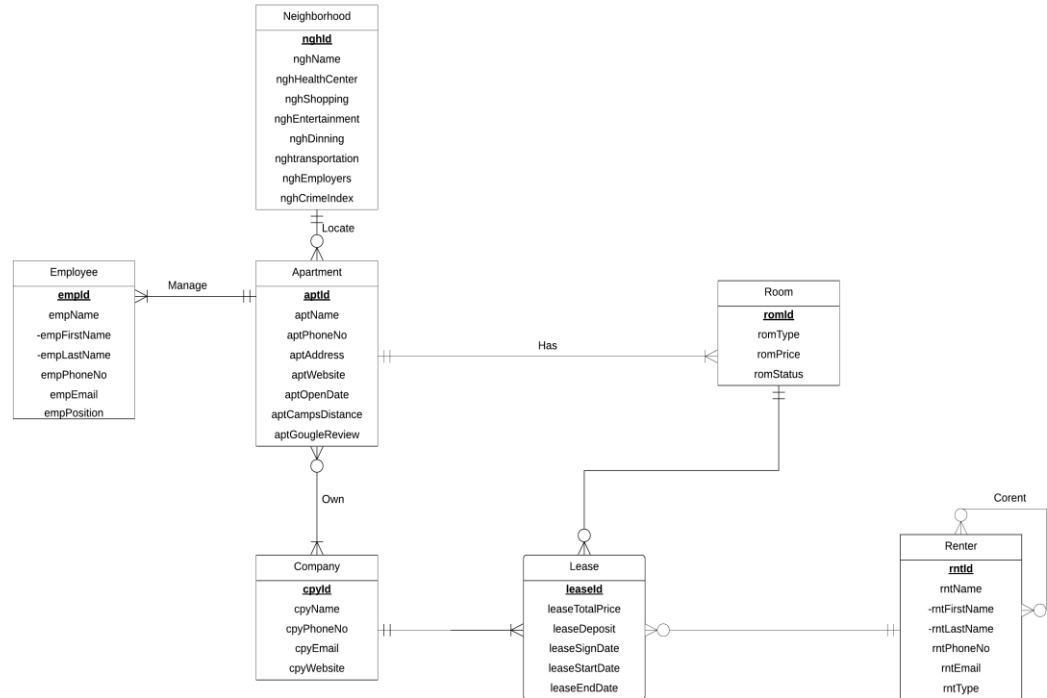 Neighborhood
nghId
nghName
nghHealthCenter
nghShopping
nghEntertainment
nghDinning
nghtransportation
nghEmployers
nghCrimeIndex
Locate
Employee
empId
empName
-empFirstName
-empLastName
empPhoneNo
empEmail
empPosition
Manage
Apartment
aptId
aptName
aptPhoneNo
aptAddress
aptWebsite
aptOpenDate
aptCampsDistance
aptGougleReview
Has
Room
romId
romType
romPrice
romStatus
Own
Corent
Company
cpyId
cpyName
cpyPhoneNo
cpyEmail
cpyWebsite
Lease
leaseId
leaseTotalPrice
leaseDeposit
leaseSignDate
leaseStartDate
leaseEndDate
Renter
rntId
rntName
-rntFirstName
-rntLastName
rntPhoneNo
rntEmail
rntType